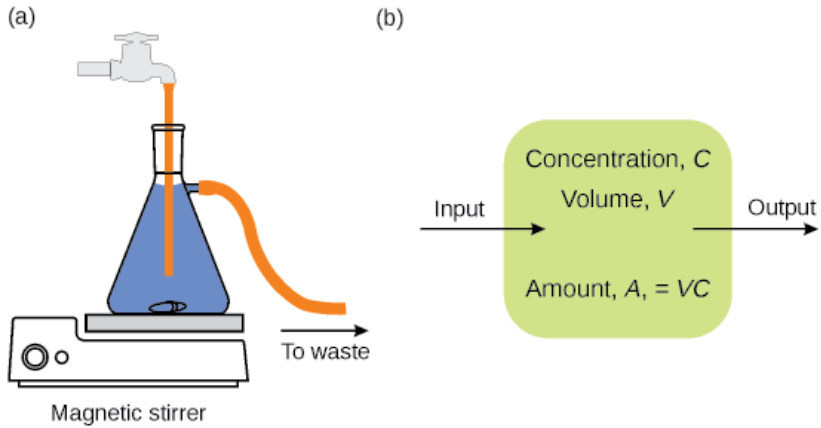 (a)
To waste
Magnetic stirrer
(b)
Concentration, C
Volume, V
Input
Output
Amount, A, = VC